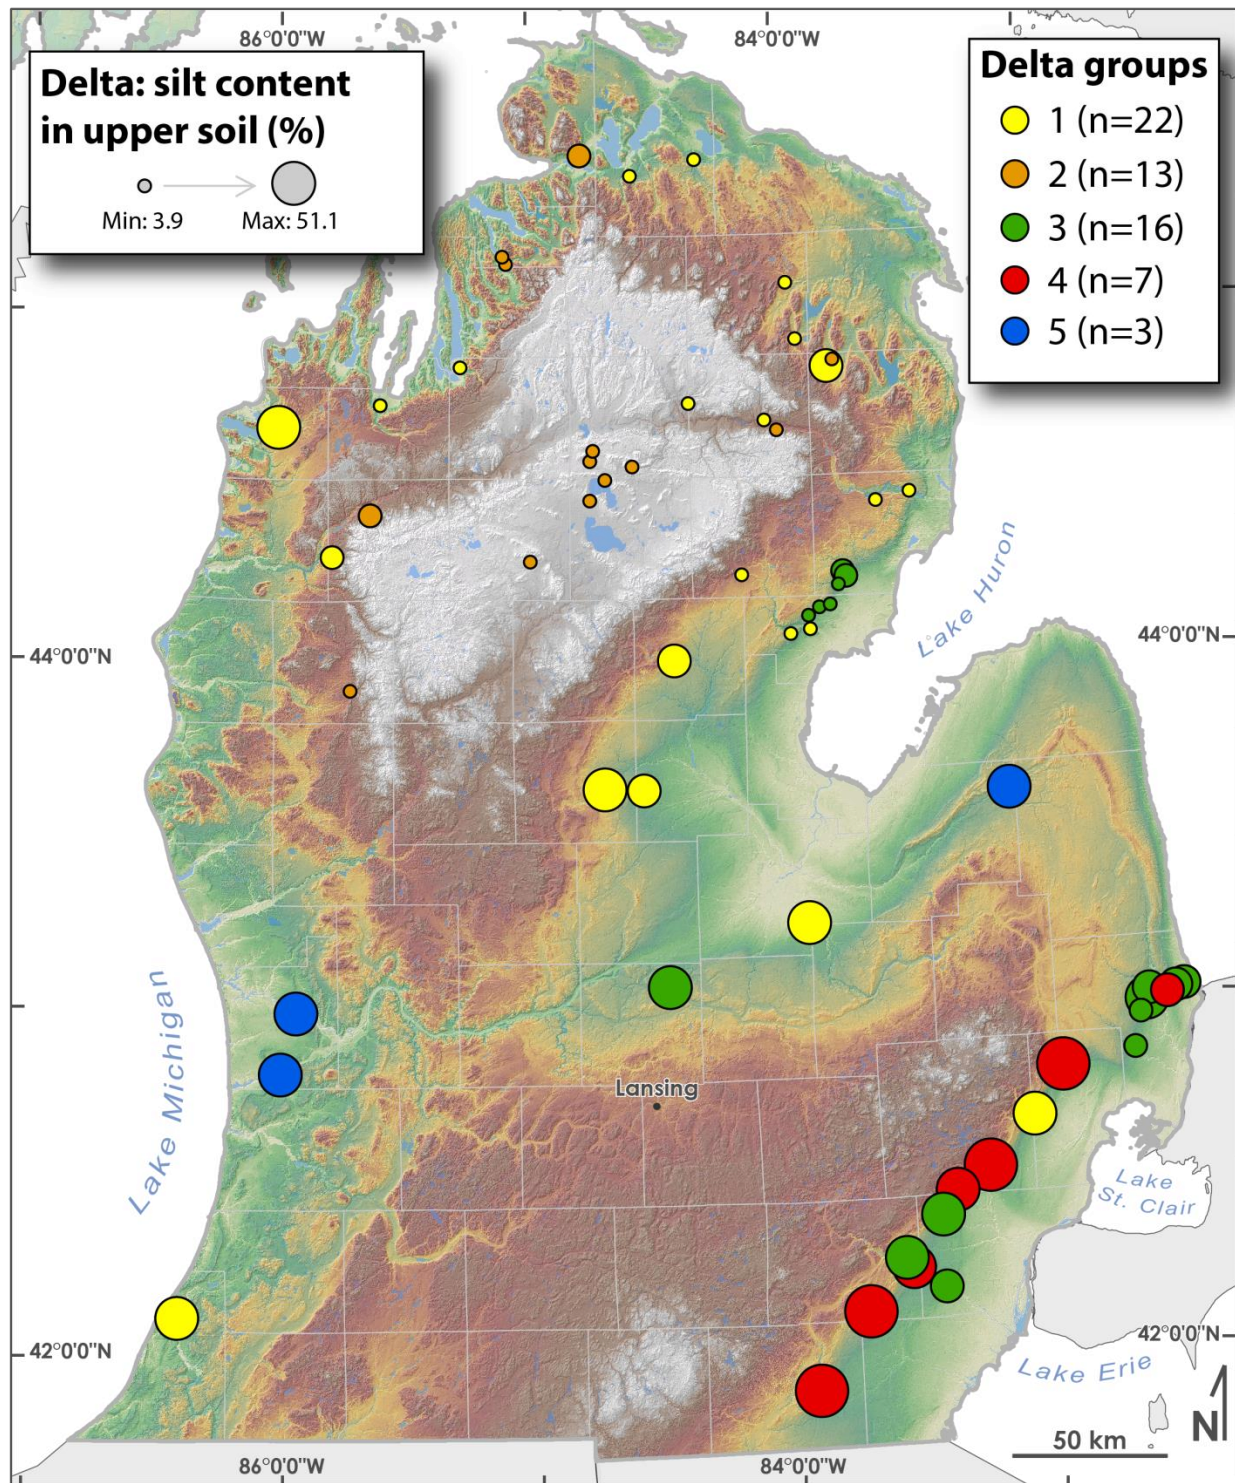 86°0'0"W
84°0'0"W
Delta: silt content
in upper soil (%)
Min: 3.9
Max: 51.1
Delta groups
1 (n=22)
2 (n=13)
3 (n=16)
4 (n=7)
5 (n=3)
Lake Huron
44°0'0"N
44°0'0"N
Lake Michigan
Lansing
Lake
St. Clair
42°0'0"N
42°0'0"N
Lake Erie
N
50 km
86°0'0"W
84°0'0"W